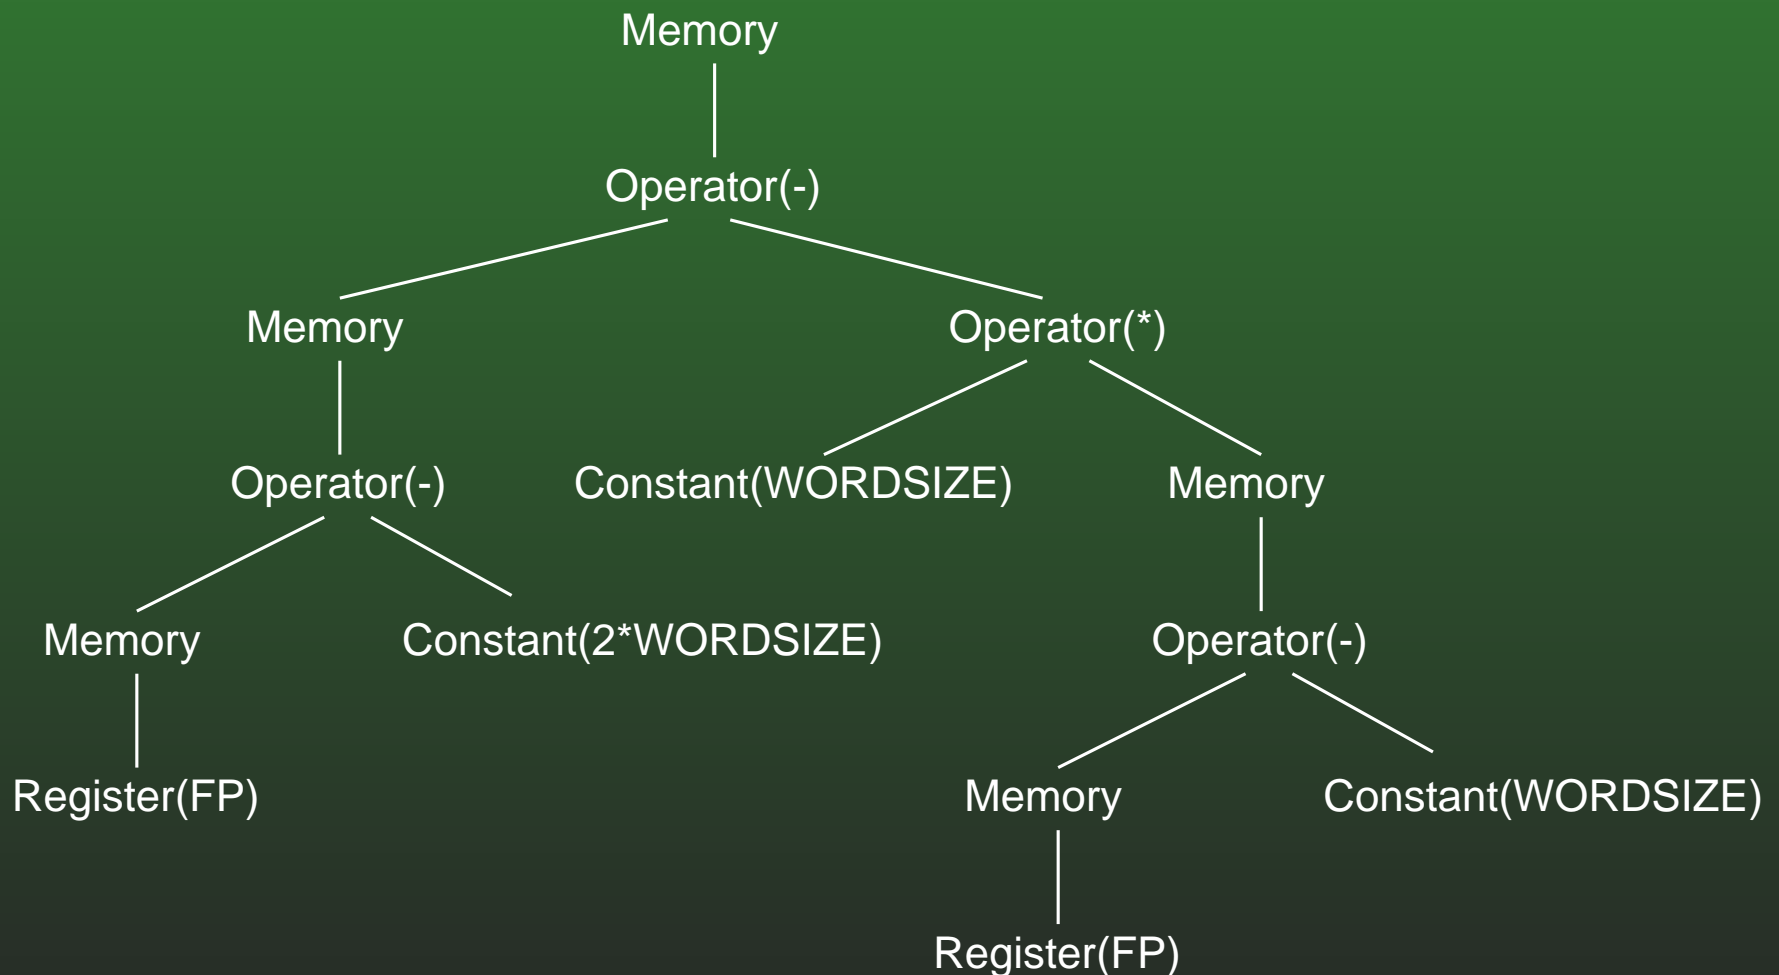 Memory
Operator(-)
Memory Operator(*)
Operator(-) Constant(WORDSIZE) Memory
Memory Constant(2*WORDSIZE) Operator(-)
Register(FP) Memory Constant(WORDSIZE)
Register(FP)